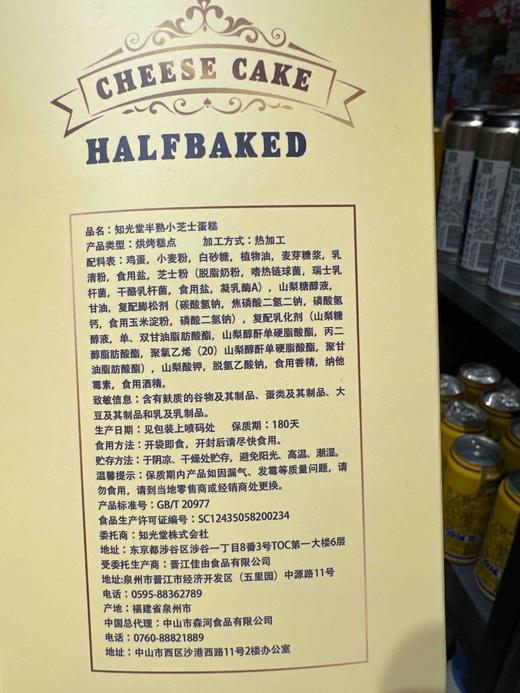 CHEESE CAKE
HALFBAKED
品名：知光堂半熟小芝士蛋糕
产品类型：烘烤糕点 加工方式：热加工
配料表：鸡蛋，小麦粉，白砂糖，植物油，麦芽糖浆，乳
清粉，食用盐，芝士粉（脱脂奶粉，嗜热链球菌，瑞士乳
杆菌，干酪乳杆菌，食用盐，凝乳酶A），山梨糖醇液，
甘油，复配膨松剂（碳酸氢钠，焦磷酸二氢二钠，磷酸氢
钙，食用玉米淀粉，磷酸二氢钠），复配乳化剂（山梨糖
醇液，单、双甘油脂肪酸酯，山梨醇酐单硬脂酸酯，丙二
醇脂肪酸酯，聚氧乙烯（20）山梨醇酐单硬脂酸酯，聚甘
油脂肪酸酯），山梨酸钾，脱氢乙酸钠，食用香精，纳他
霉素，食用酒精。
致敏信息：含有麸质的谷物及其制品、蛋类及其制品、大
豆及其制品和乳及乳制品。
生产日期：见包装上喷码处 保质期：180天
食用方法：开袋即食，开封后请尽快食用。
贮存方法：于阴凉、干燥处贮存，避免阳光、高温、潮湿。
温馨提示：保质期内产品如因漏气、发霉等质量问题，请
勿食用，请到当地零售商或经销商处更换。
产品标准号：GB/T 20977
食品生产许可证编号：SC12435058200234
委托商：知光堂株式会社
地址：东京都涉谷区涉谷一丁目8番3号TOC第一大楼6层
受委托生产商：晋江佳由食品有限公司
地址:泉州市晋江市经济开发区（五里园）中源路11号
电话：0595-88362789
产地：福建省泉州市
中国总代理：中山市森河食品有限公司
电话：0760-88821889
地址：中山市西区沙港西路11号2楼办公室